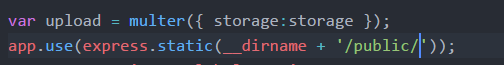 var upload = multer({ storage:storage });
app.use(express.static(__dirname + '/public/'));